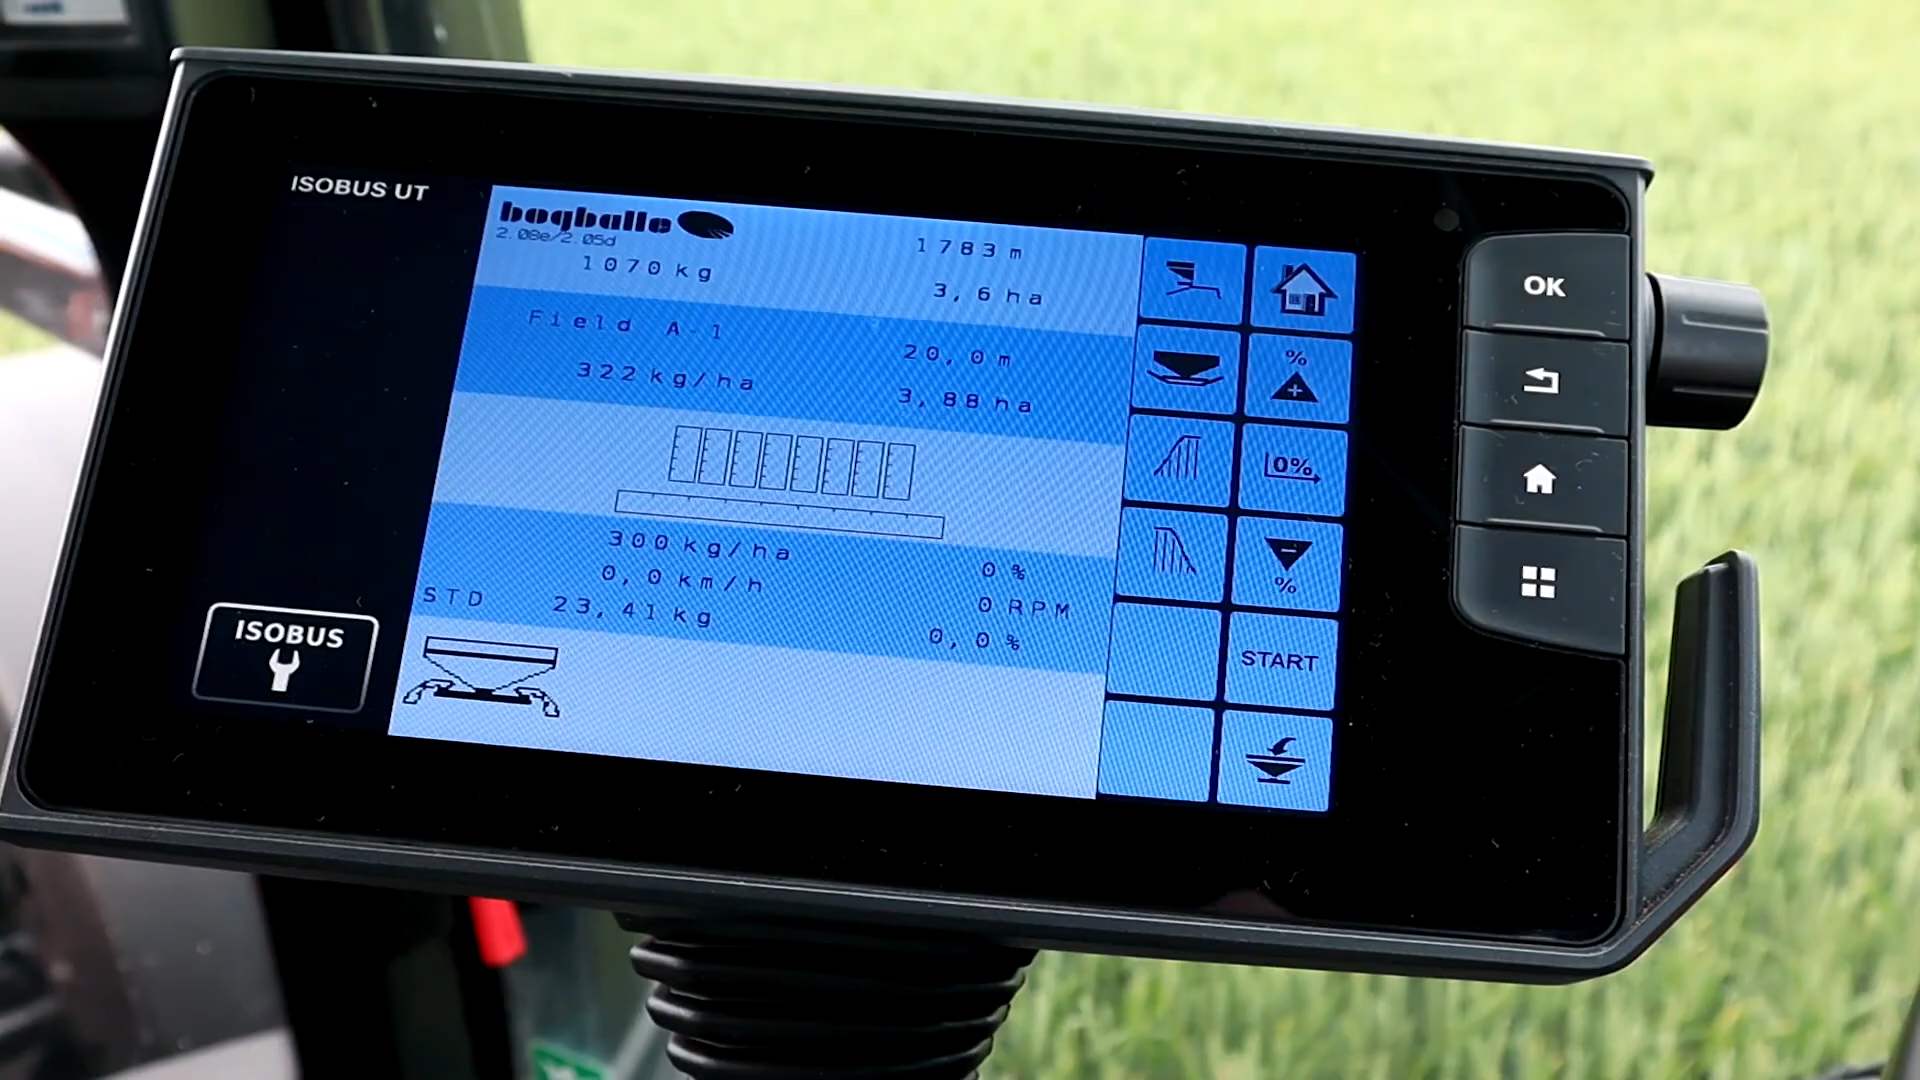 ISOBUS UT
bogballe
2.08e/2.05d
1783 m
1070 kg
3,6 ha
Field A-1
20,0 m
322 kg/ha
3,88 ha
300 kg/ha
0 %
0,0 km/h
0 RPM
STD 23,41 kg
0,0 %
%
0%
%
START
ISOBUS
OK